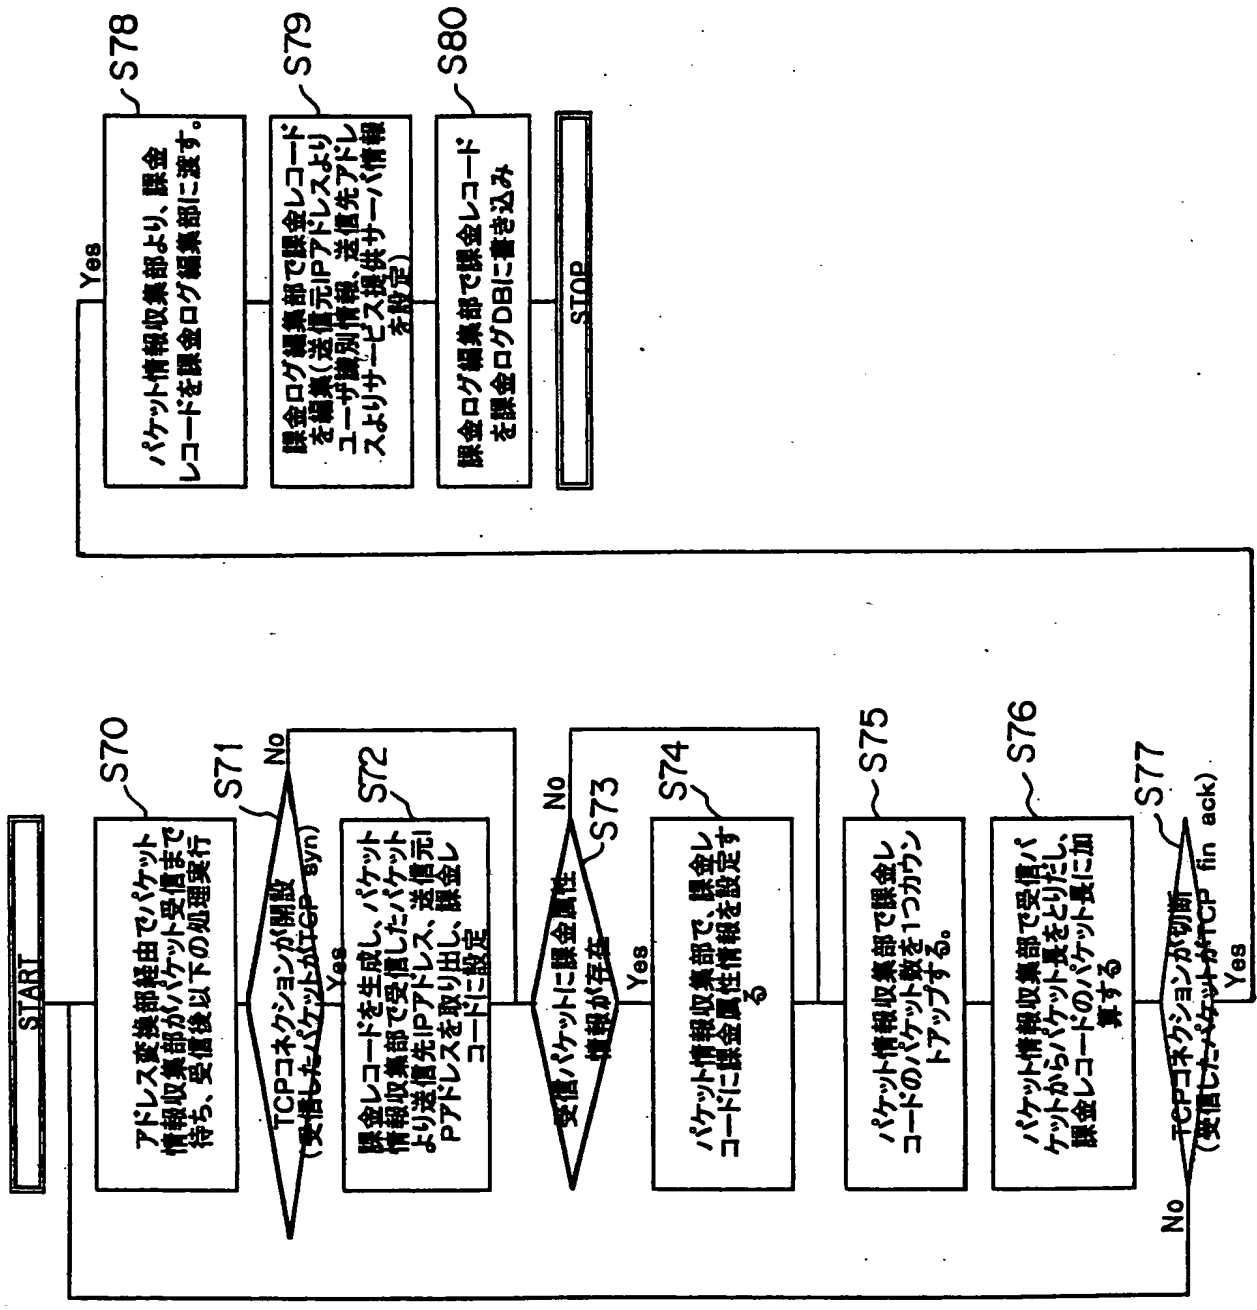 START
S70
アドレス変換部経由でパケット
情報収集部がパケット受信まで
待ち、受信後以下の処理実行
S71
TCPコネクションが開設
(受信したパケットがTCP syn)
No
Yes
S72
課金レコードを生成し、パケット
情報収集部で受信したパケット
より送信先IPアドレス、送信元I
Pアドレスを取り出し、課金レ
コードに設定
S73
受信パケットに課金属性
情報が存在
No
Yes
S74
パケット情報収集部で、課金レ
コードに課金属性情報を設定す
る
S75
パケット情報収集部で課金レ
コードのパケット数を1つカウン
トアップする。
S76
パケット情報収集部で受信パ
ケットからパケット長をとりだし、
課金レコードのパケット長に加
算する
S77
TCPコネクションが切断
(受信したパケットがTCP fin ack)
No
Yes
Yes
S78
パケット情報収集部より、課金
レコードを課金ログ編集部に渡す。
S79
課金ログ編集部で課金レコード
を編集(送信元IPアドレスより
ユーザ識別情報、送信先アドレ
スよりサービス提供サーバ情報
を設定)
S80
課金ログ編集部で課金レコード
を課金ログDBに書き込み
STOP